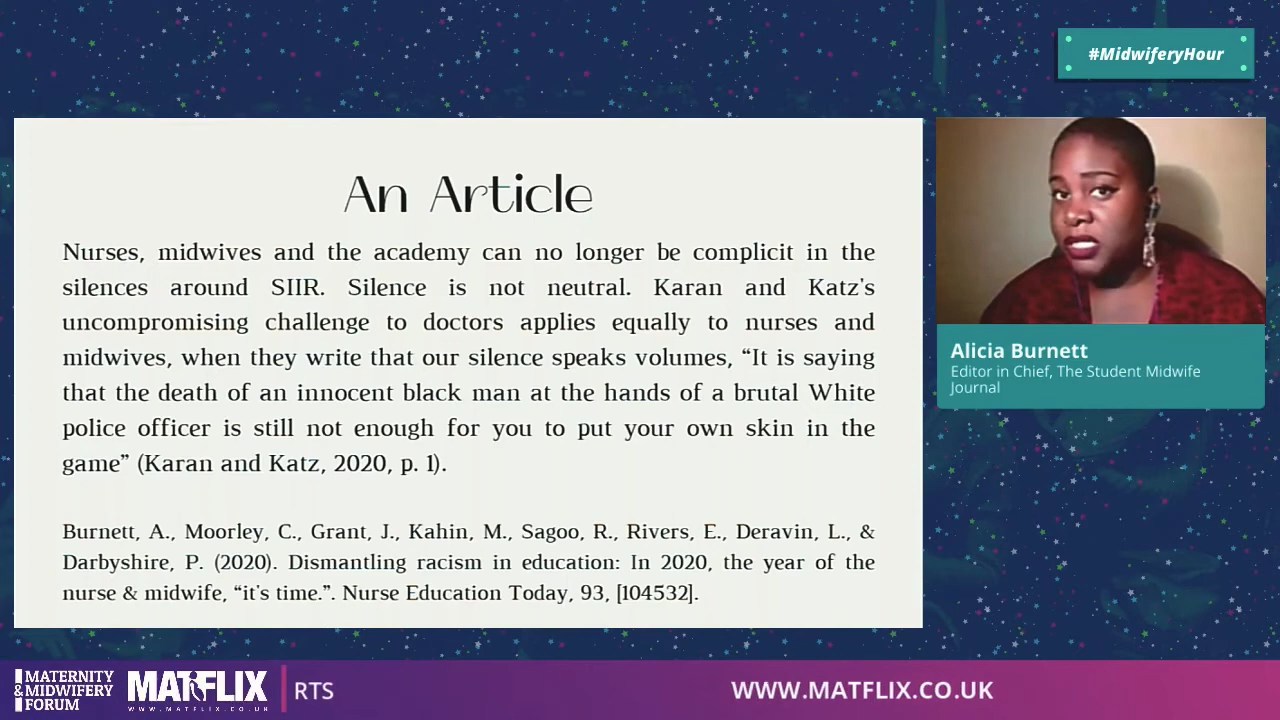 #MidwiferyHour
An Article
Nurses, midwives and the academy can no longer be complicit in the
silences around SIIR. Silence is not neutral. Karan and Katz's
uncompromising challenge to doctors applies equally to nurses and
midwives, when they write that our silence speaks volumes, “It is saying
that the death of an innocent black man at the hands of a brutal White
police officer is still not enough for you to put your own skin in the
game” (Karan and Katz, 2020, p. 1).
Burnett, A., Moorley, C., Grant, J., Kahin, M., Sagoo, R., Rivers, E., Deravin, L., &
Darbyshire, P. (2020). Dismantling racism in education: In 2020, the year of the
nurse & midwife, “it's time.”. Nurse Education Today, 93, [104532].
Alicia Burnett
Editor in Chief, The Student Midwife
Journal
MATERNITY
&MIDWIFERY
FORUM
MATFLIX
WWW.MATFLIX.CO.UK
RTS
WWW.MATFLIX.CO.UK